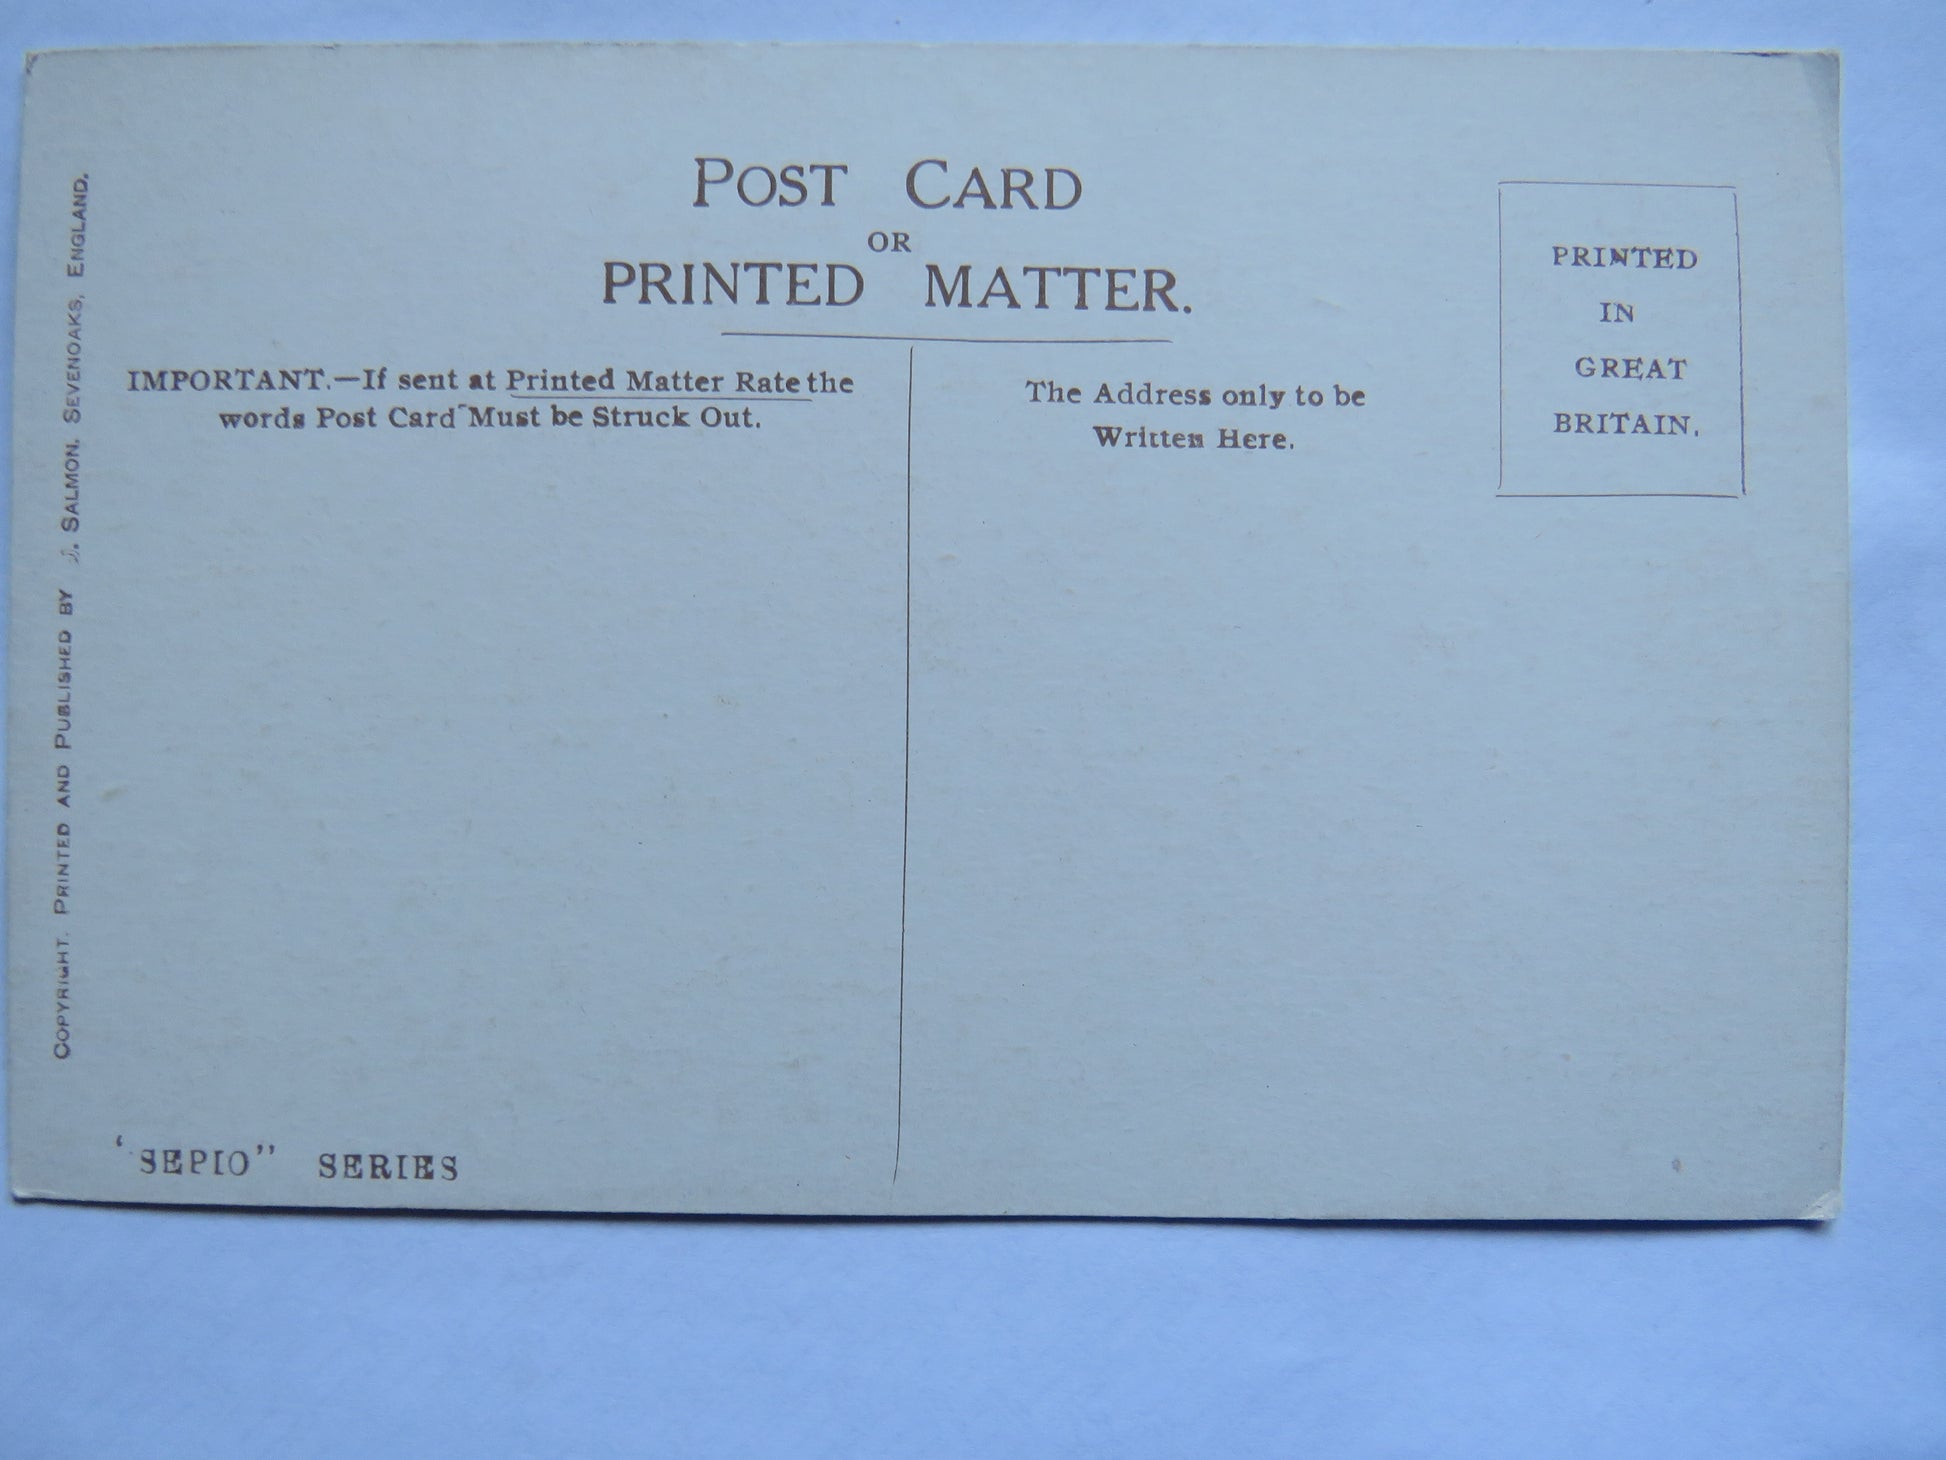 POST CARD
OR
PRINTED MATTER.
IMPORTANT.—If sent at Printed Matter Rate the
words Post Card Must be Struck Out.
The Address only to be
Written Here.
PRINTED
IN
GREAT
BRITAIN.
COPYRIGHT. PRINTED AND PUBLISHED BY J. SALMON, SEVENOAKS, ENGLAND.
‘SEPIO” SERIES